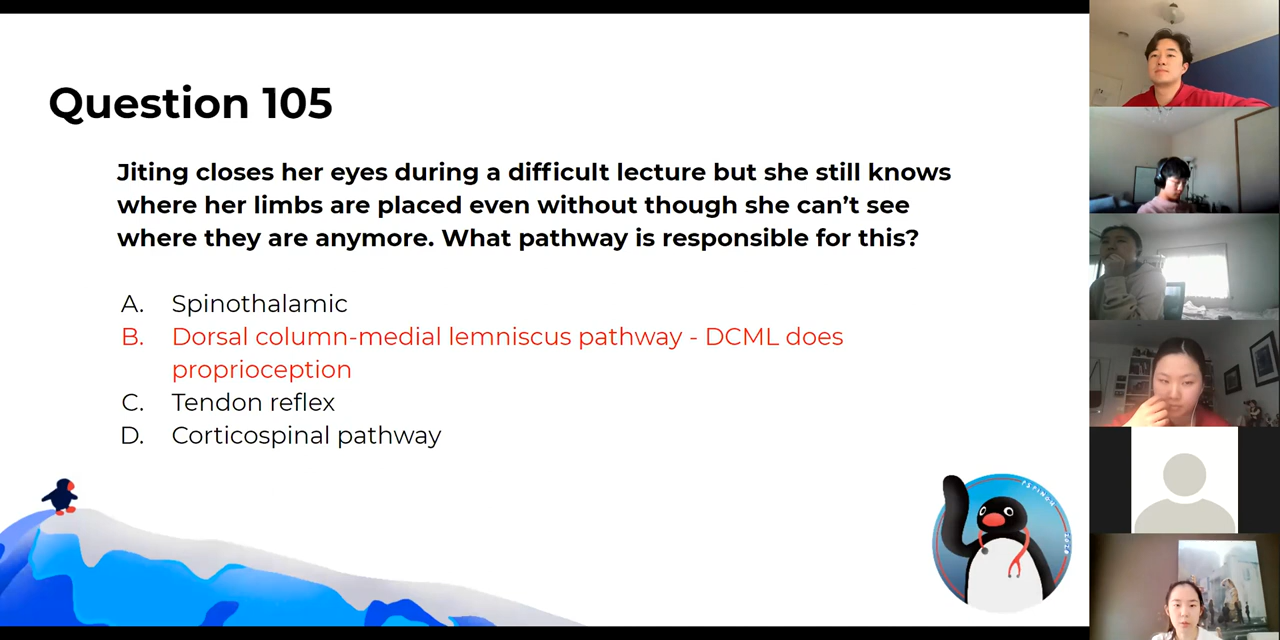 Question 105
Jiting closes her eyes during a difficult lecture but she still knows
where her limbs are placed even without though she can't see
where they are anymore. What pathway is responsible for this?
A. Spinothalamic
B. Dorsal column-medial lemniscus pathway - DCML does
proprioception
C. Tendon reflex
D. Corticospinal pathway